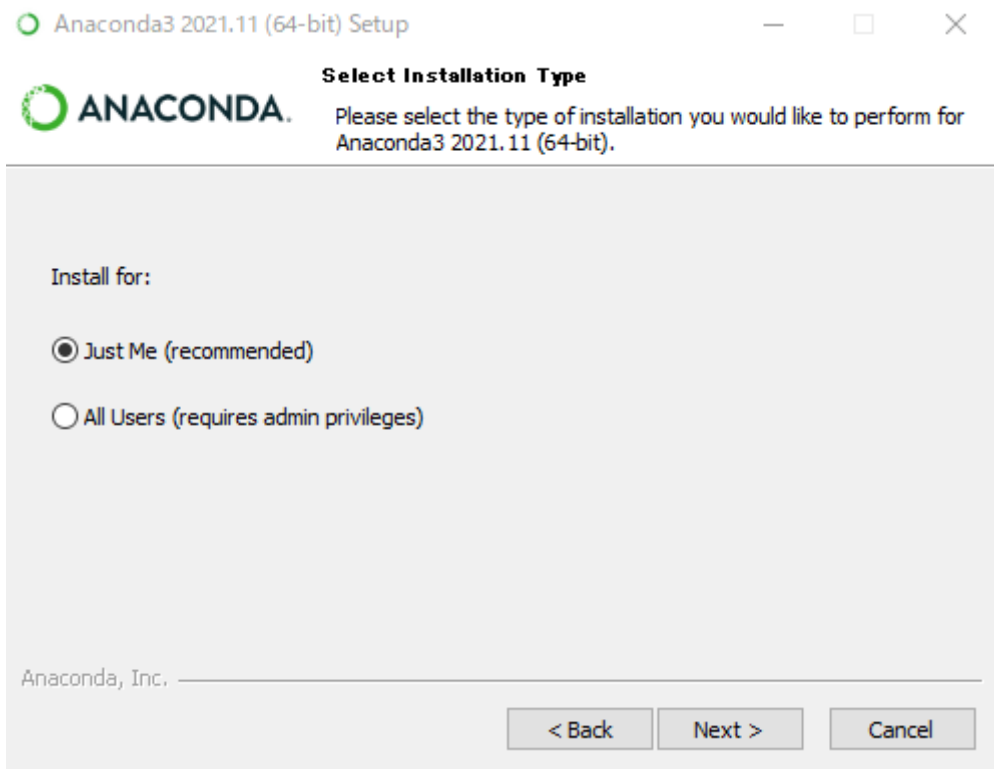 Anaconda3 2021.11 (64-bit) Setup
Select Installation Type
ANACONDA.
Please select the type of installation you would like to perform for
Anaconda3 2021.11 (64-bit).
Install for:
Just Me (recommended)
All Users (requires admin privileges)
Anaconda, Inc.
< Back
Next >
Cancel